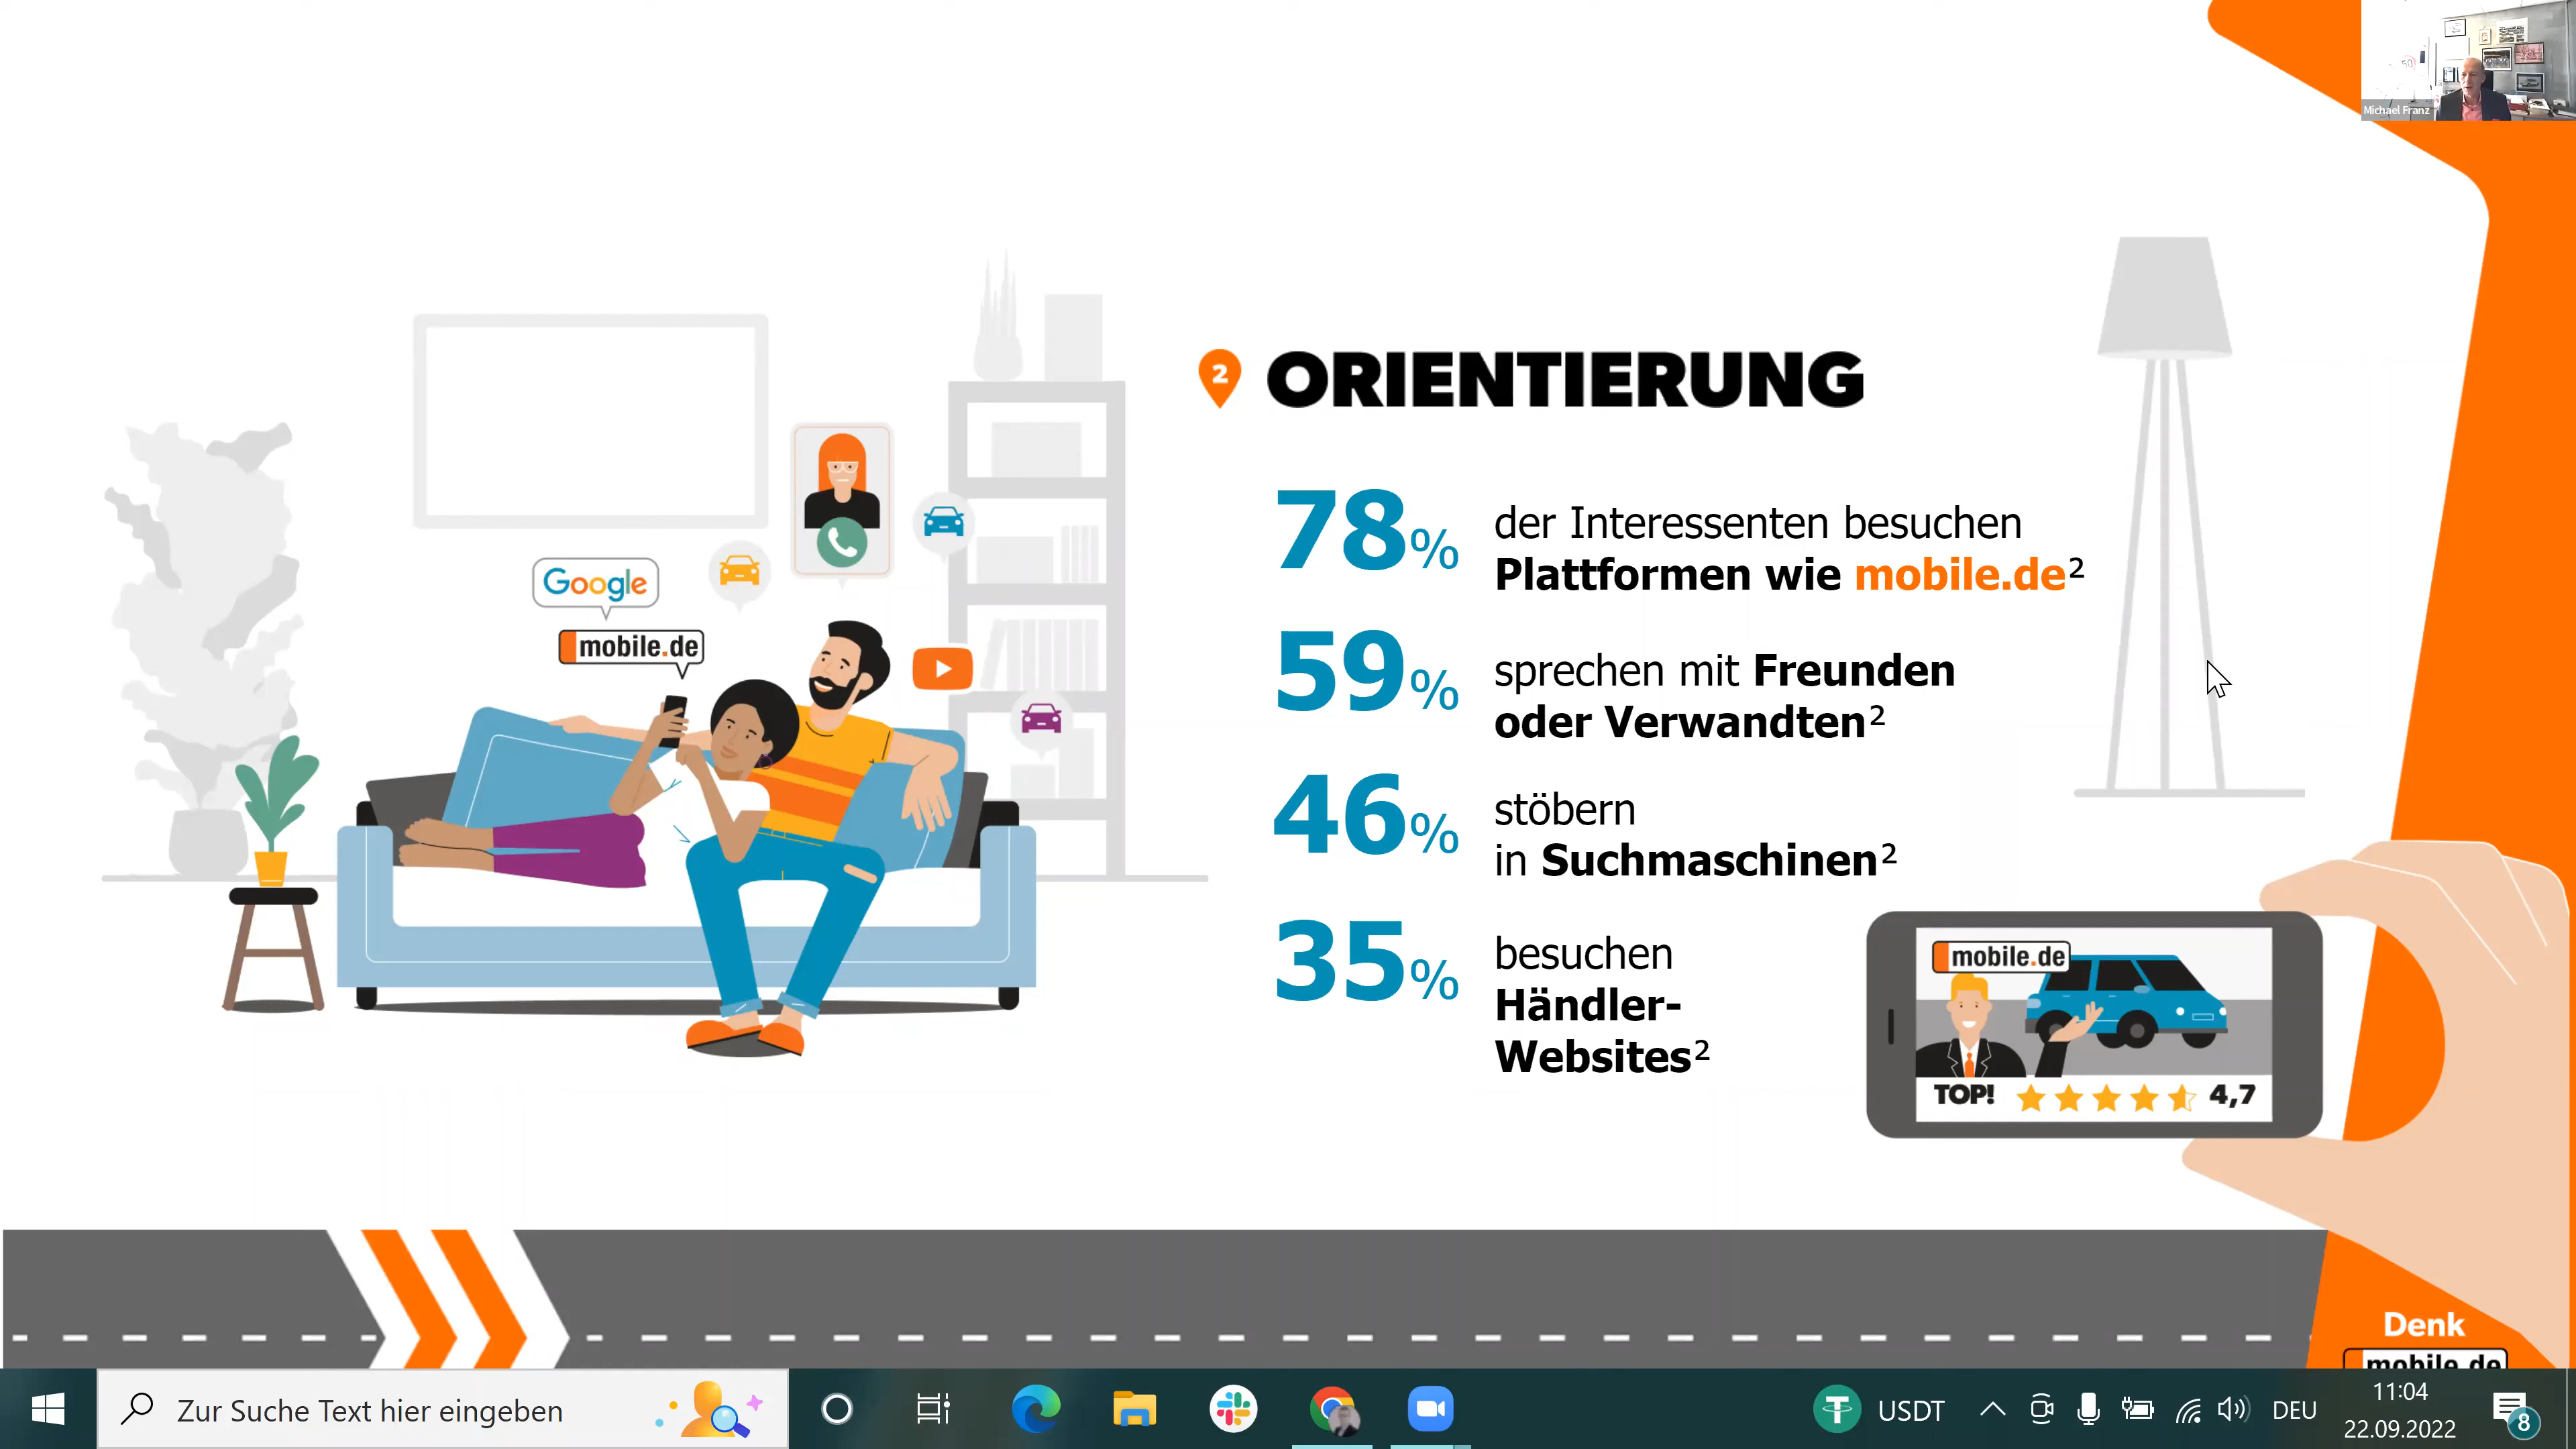 Michael Franz
2 ORIENTIERUNG
78% der Interessenten besuchen
Plattformen wie mobile.de²
59% sprechen mit Freunden
oder Verwandten²
46% stöbern
in Suchmaschinen²
35% besuchen
Händler-
Websites²
Google
mobile.de
mobile.de
TOP! 4,7
Denk
mobile.de
Zur Suche Text hier eingeben
USDT
DEU
11:04
22.09.2022
8